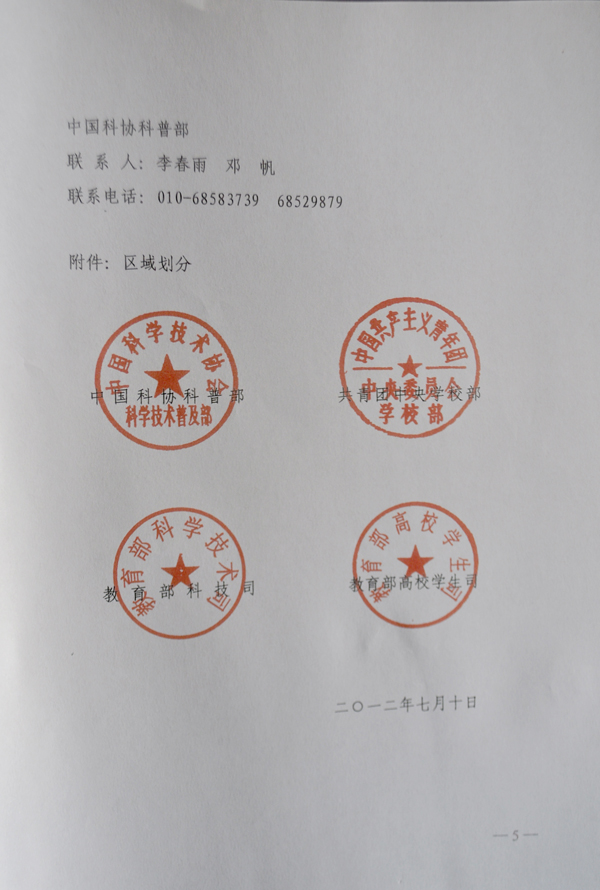 中国科协科普部
联 系 人：李春雨 邓 帆
联系电话：010-68583739 68529879
附件：区域划分
中国科学技术协会
中国科协科普部
科学技术普及部
中国共产主义青年团
中央委员会
共青团中央学校部
学校部
教育部科学技术司
教育部科技司
教育部高校学生司
教育部高校学生司
二〇一二年七月十日
—5—